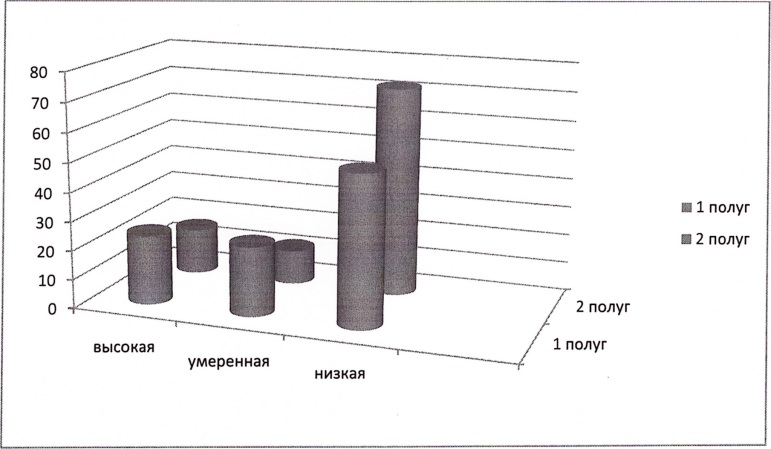 80
70
60
50
40
30
20
10
0
высокая
умеренная
низкая
2 полуг
1 полуг
1 полуг
2 полуг